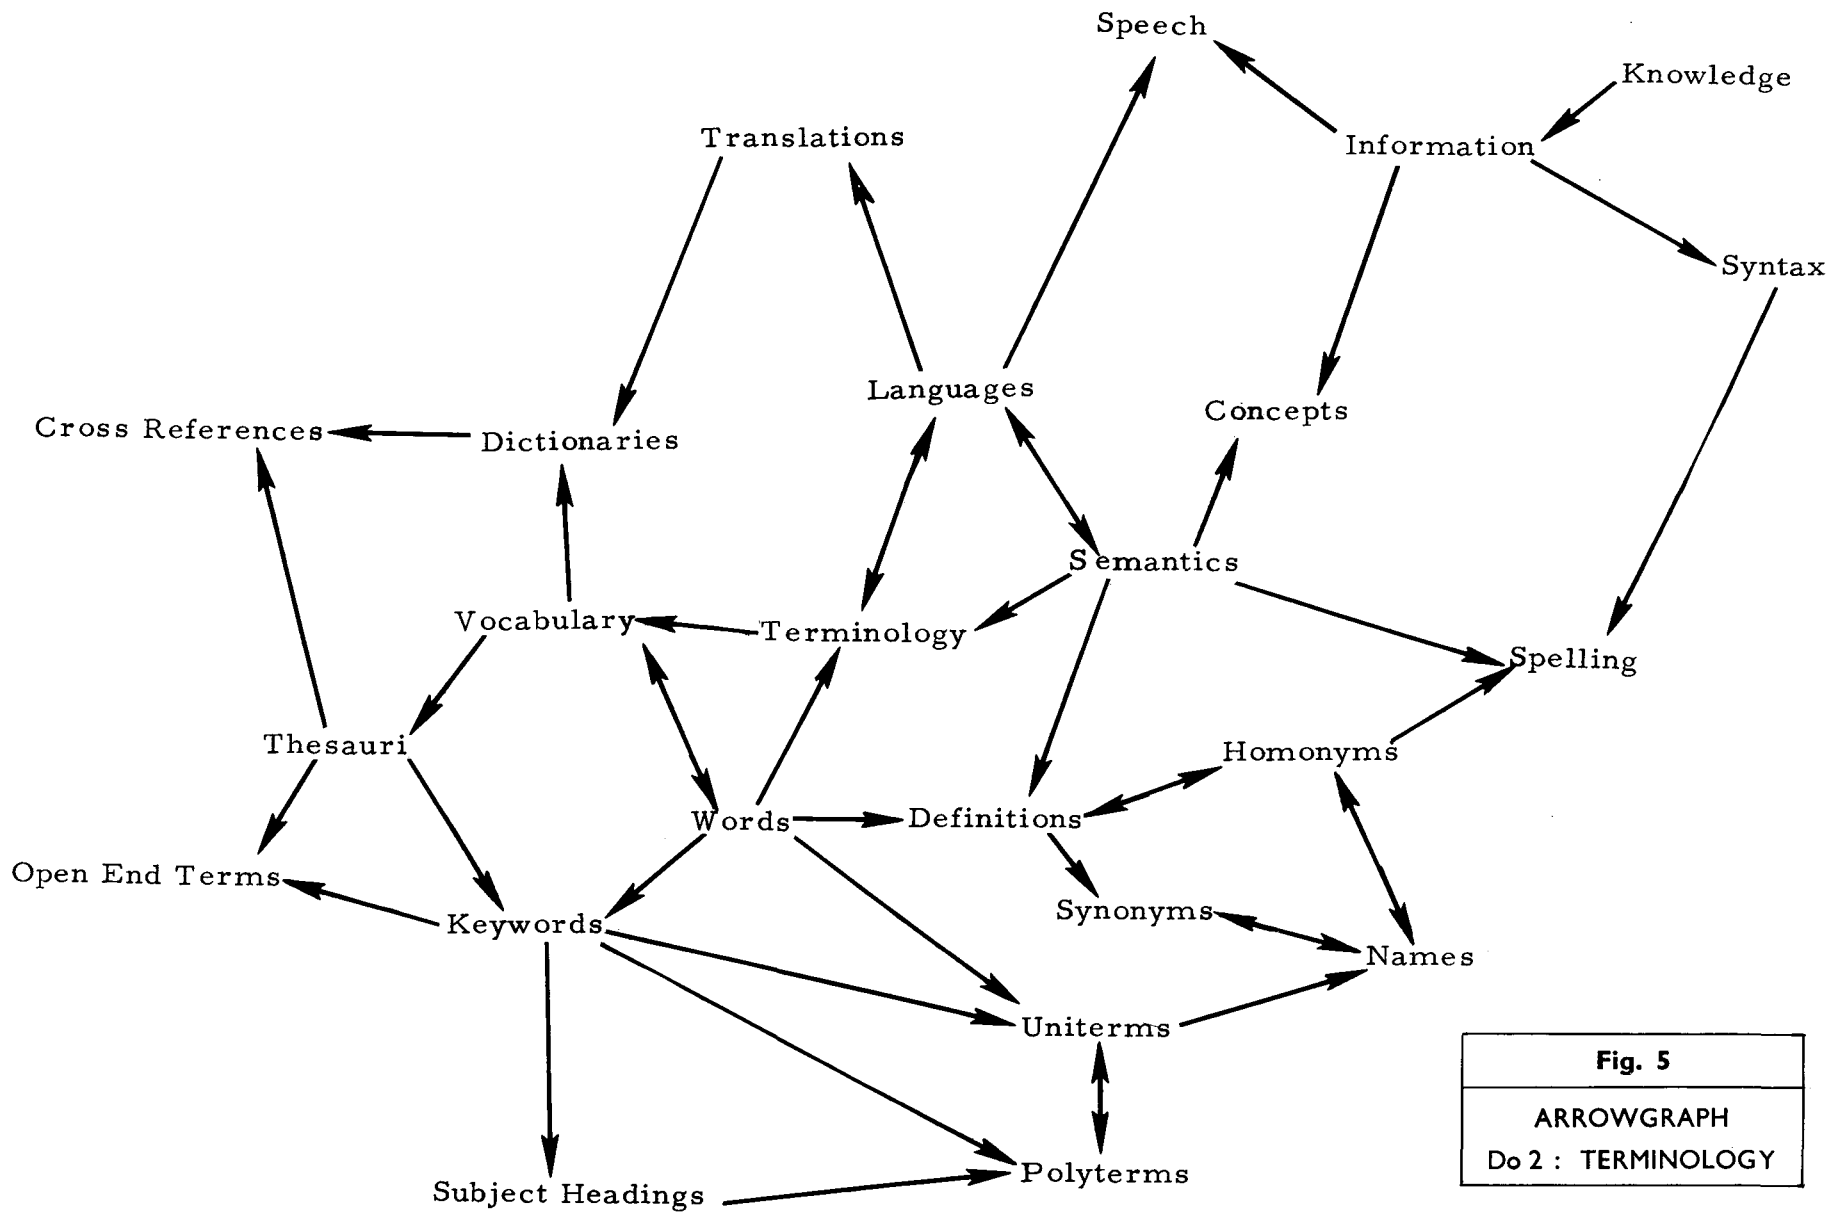 Speech
Knowledge
Translations
Information
Syntax
Languages
Concepts
Cross References
Dictionaries
Semantics
Vocabulary
Terminology
Spelling
Thesauri
Homonyms
Words
Definitions
Open End Terms
Synonyms
Keywords
Names
Uniterms
Fig. 5
ARROWGRAPH
Do 2 : TERMINOLOGY
Polyterms
Subject Headings